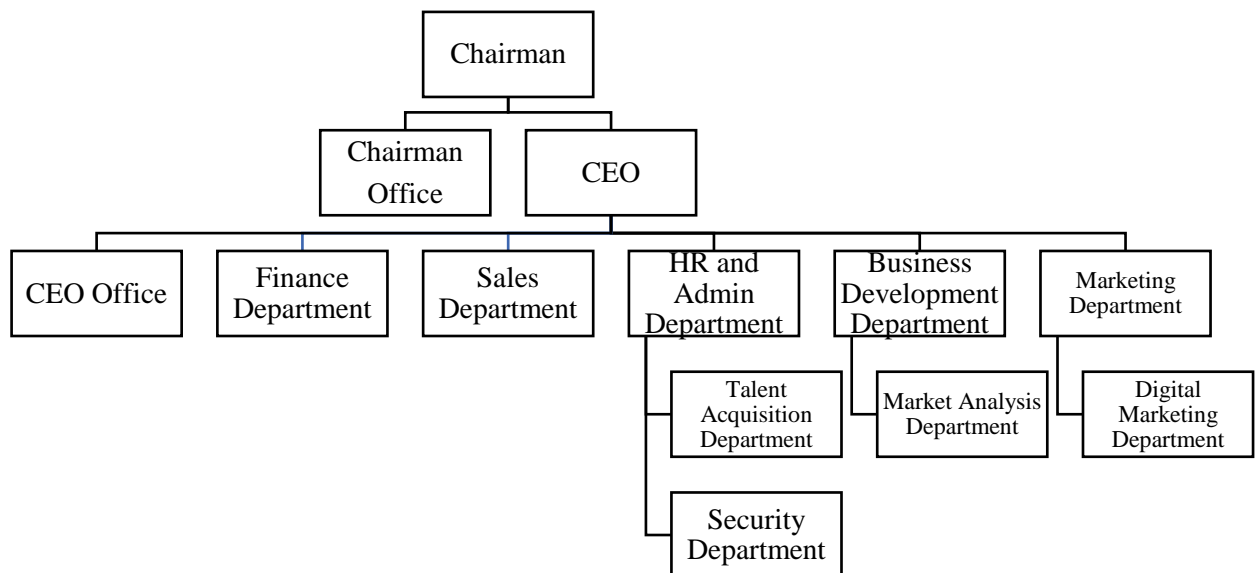 Chairman
Chairman
Office
CEO
CEO Office
Finance
Department
Sales
Department
HR and
Admin
Department
Business
Development
Department
Marketing
Department
Talent
Acquisition
Department
Market Analysis
Department
Digital
Marketing
Department
Security
Department